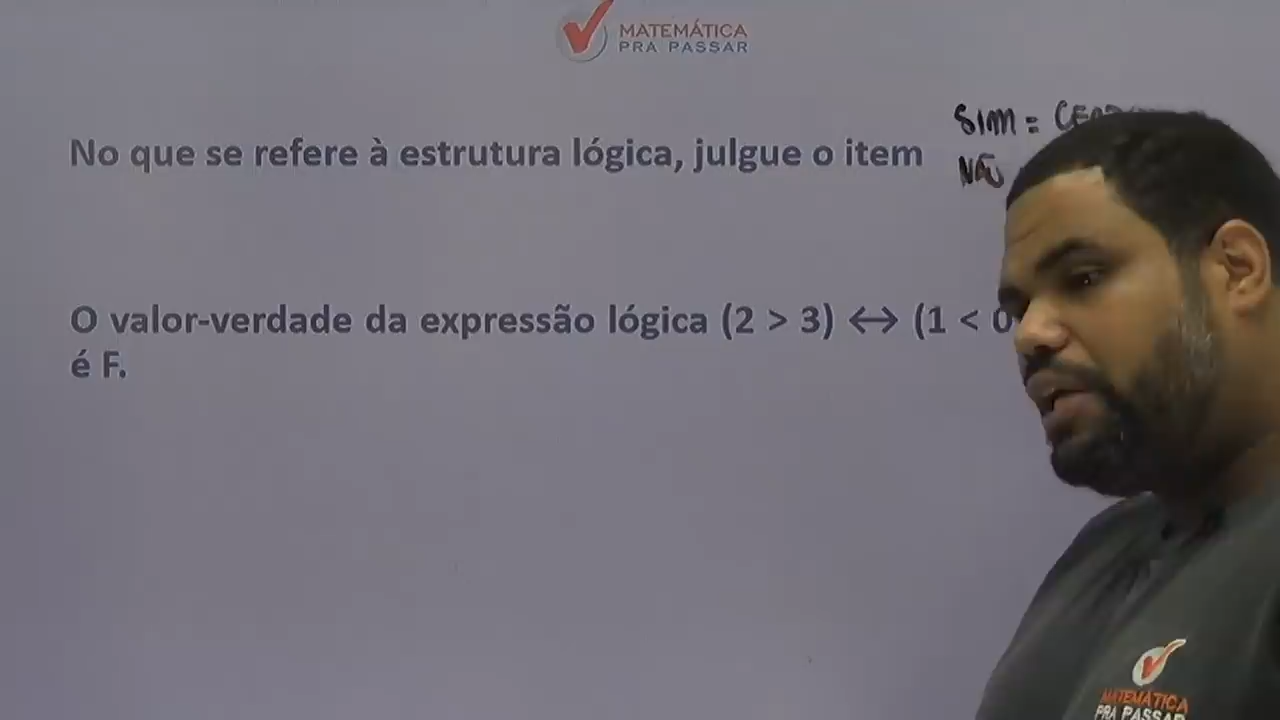 MATEMÁTICA
PRA PASSAR
SIM =
No que se refere à estrutura lógica, julgue o item
NÃO
O valor-verdade da expressão lógica (2 > 3) ↔ (1 < 0
é F.
MATEMÁTICA
PRA PASSAR